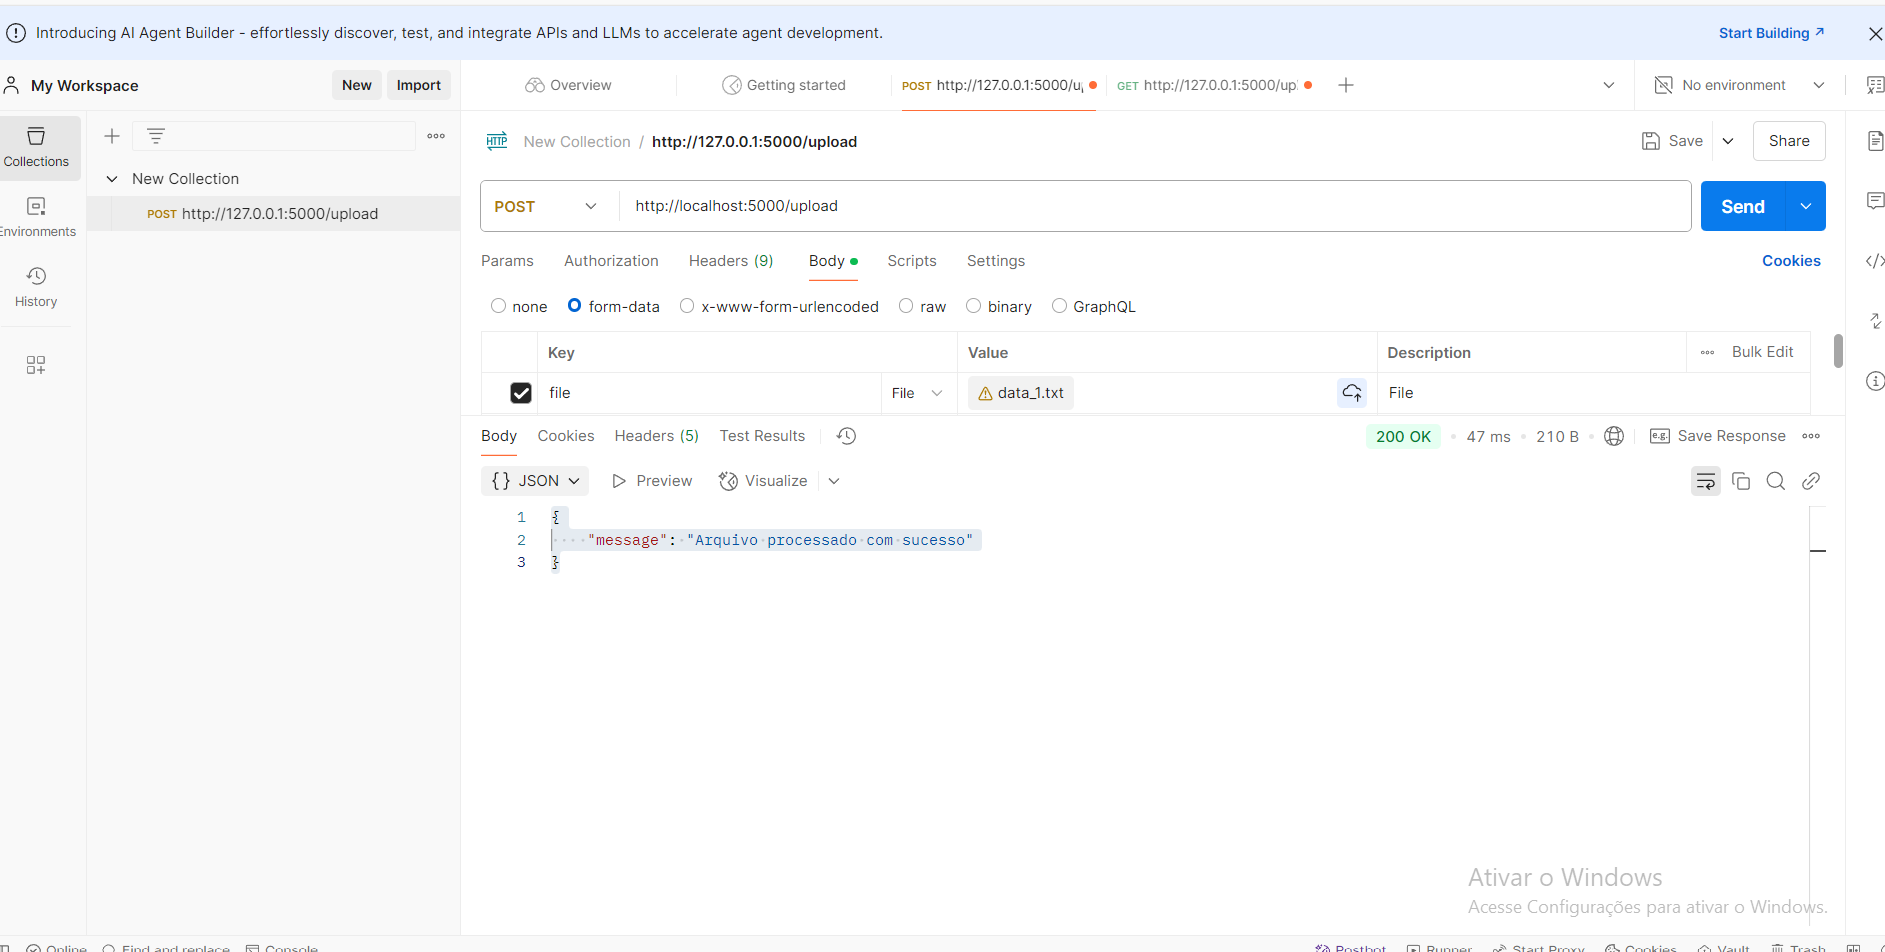 Introducing AI Agent Builder - effortlessly discover, test, and integrate APIs and LLMs to accelerate agent development. Start Building
My Workspace New Import Overview Getting started POST http://127.0.0.1:5000/u GET http://127.0.0.1:5000/up No environment
Collections
New Collection / http://127.0.0.1:5000/upload Save Share
New Collection
POST http://127.0.0.1:5000/upload
Environments
History
POST http://localhost:5000/upload Send
Params Authorization Headers (9) Body Scripts Settings Cookies
none form-data x-www-form-urlencoded raw binary GraphQL
Key Value Description Bulk Edit
file File data_1.txt File
Body Cookies Headers (5) Test Results 200 OK 47 ms 210 B e.g. Save Response
{} JSON Preview Visualize
1 {
2 "message": "Arquivo processado com sucesso"
3 }
Ativar o Windows
Acesse Configurações para ativar o Windows.
Online Find and replace Console Postbot Runner Start Proxy Cookies Vault Trash